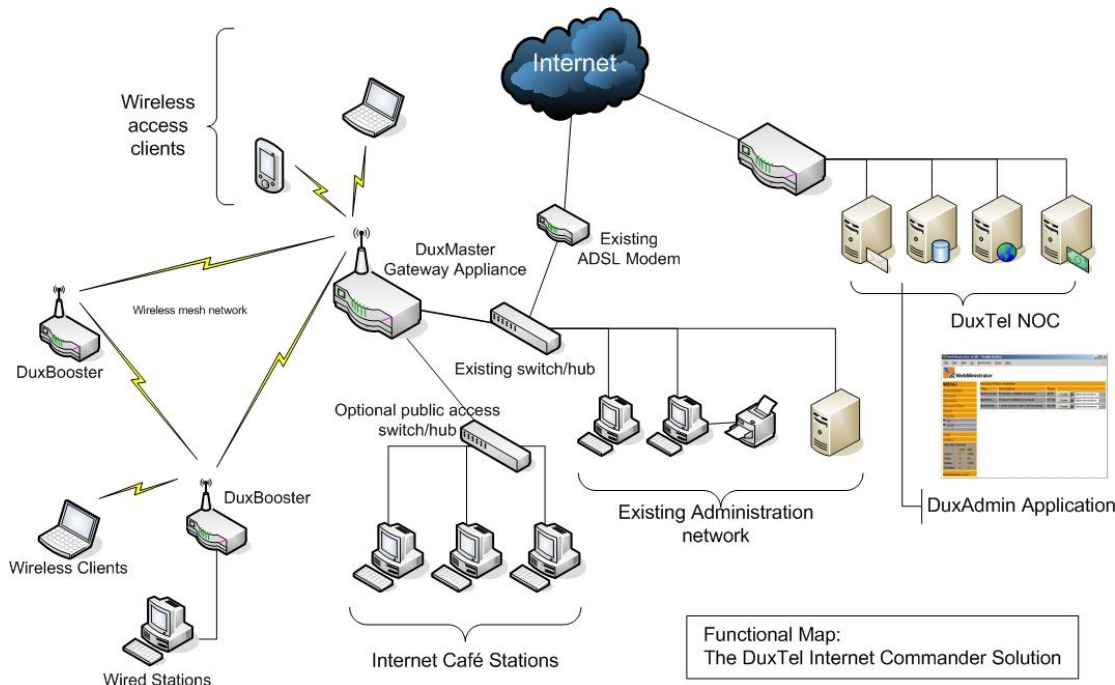 Internet
Wireless
access
clients
DuxMaster
Gateway Appliance
Existing
ADSL Modem
Wireless mesh network
DuxBooster
Existing switch/hub
DuxTel NOC
Optional public access
switch/hub
WebMinistrator
MENU
DuxBooster
Existing Administration
network
DuxAdmin Application
Wireless Clients
Wired Stations
Internet Café Stations
Functional Map:
The DuxTel Internet Commander Solution